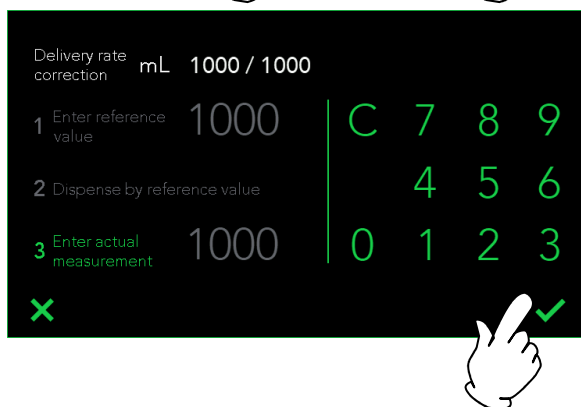 Delivery rate
correction mL 1000 / 1000
1 Enter reference
value 1000
C 7 8 9
2 Dispense by reference value
4 5 6
3 Enter actual
measurement 1000
0 1 2 3